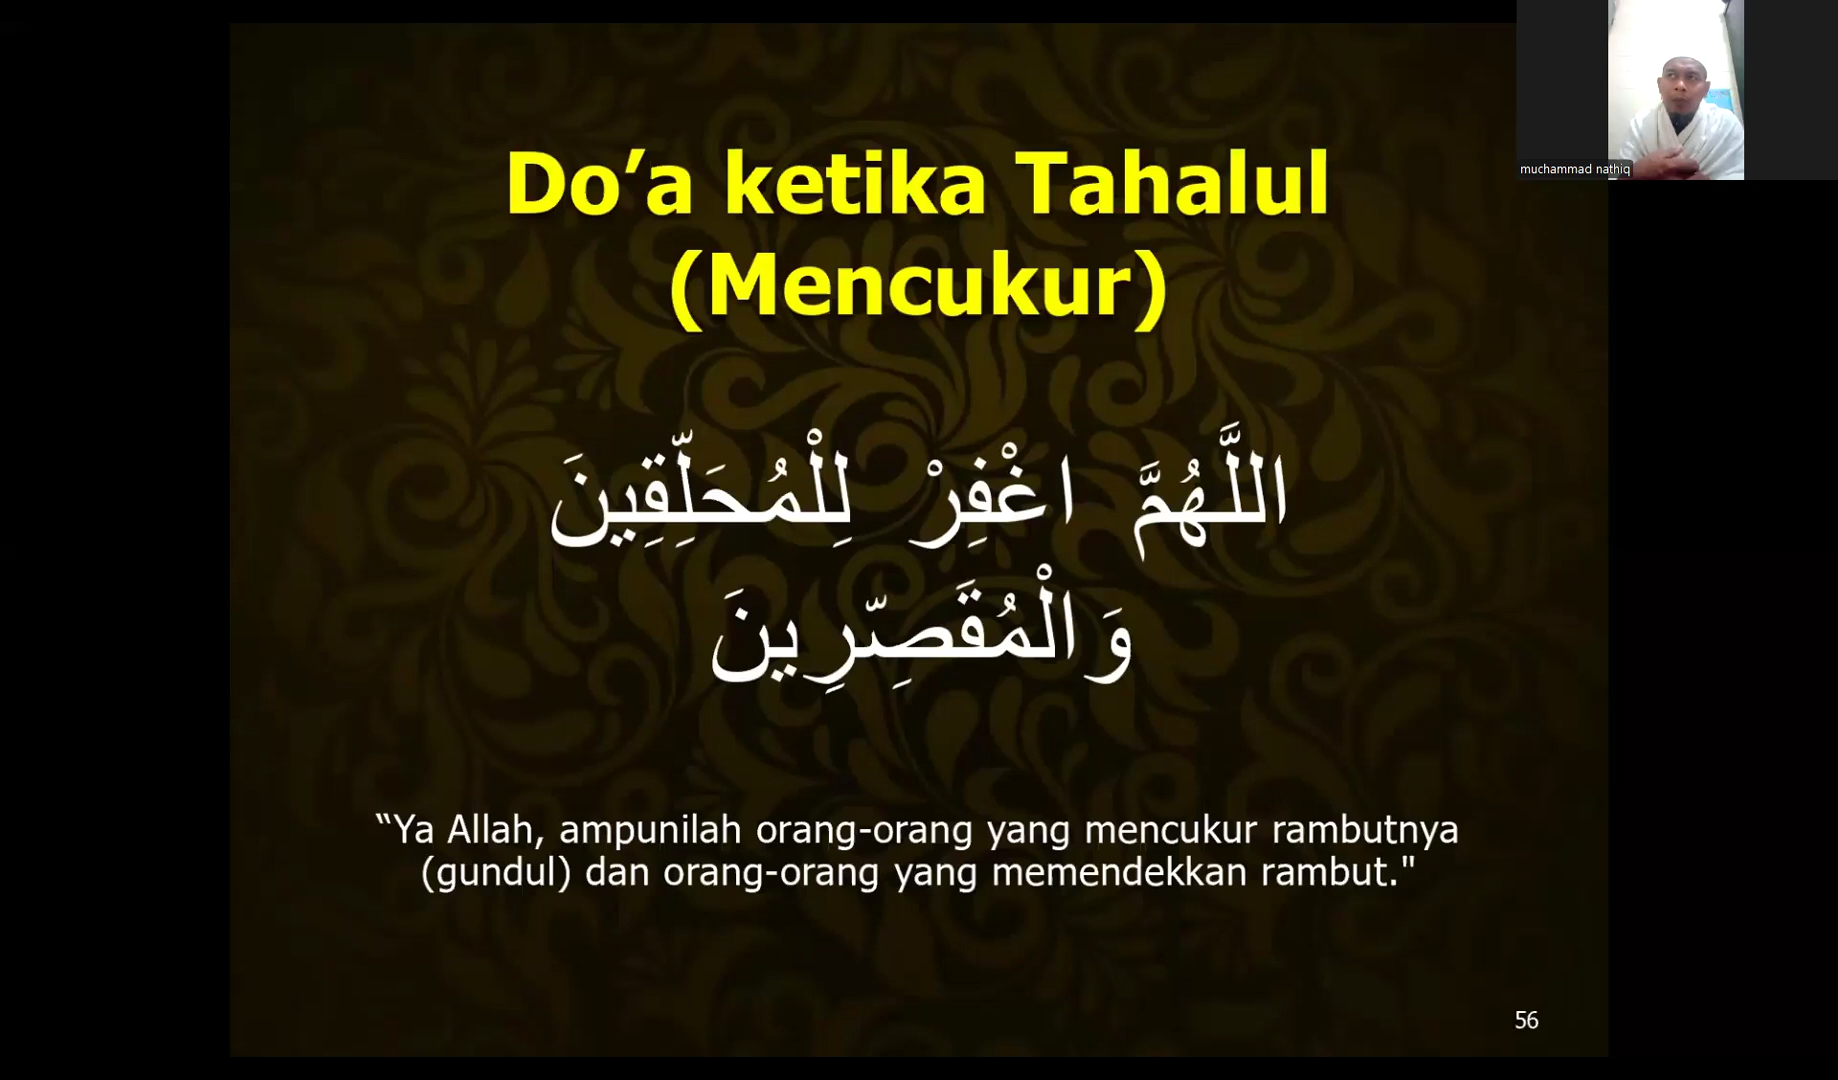 Do’a ketika Tahalul
(Mencukur)
اللَّهُمَّ اغْفِرْ لِلْمُحَلِّقِينَ
وَالْمُقَصِّرِينَ
“Ya Allah, ampunilah orang-orang yang mencukur rambutnya
(gundul) dan orang-orang yang memendekkan rambut."
56
muchammad nathiq